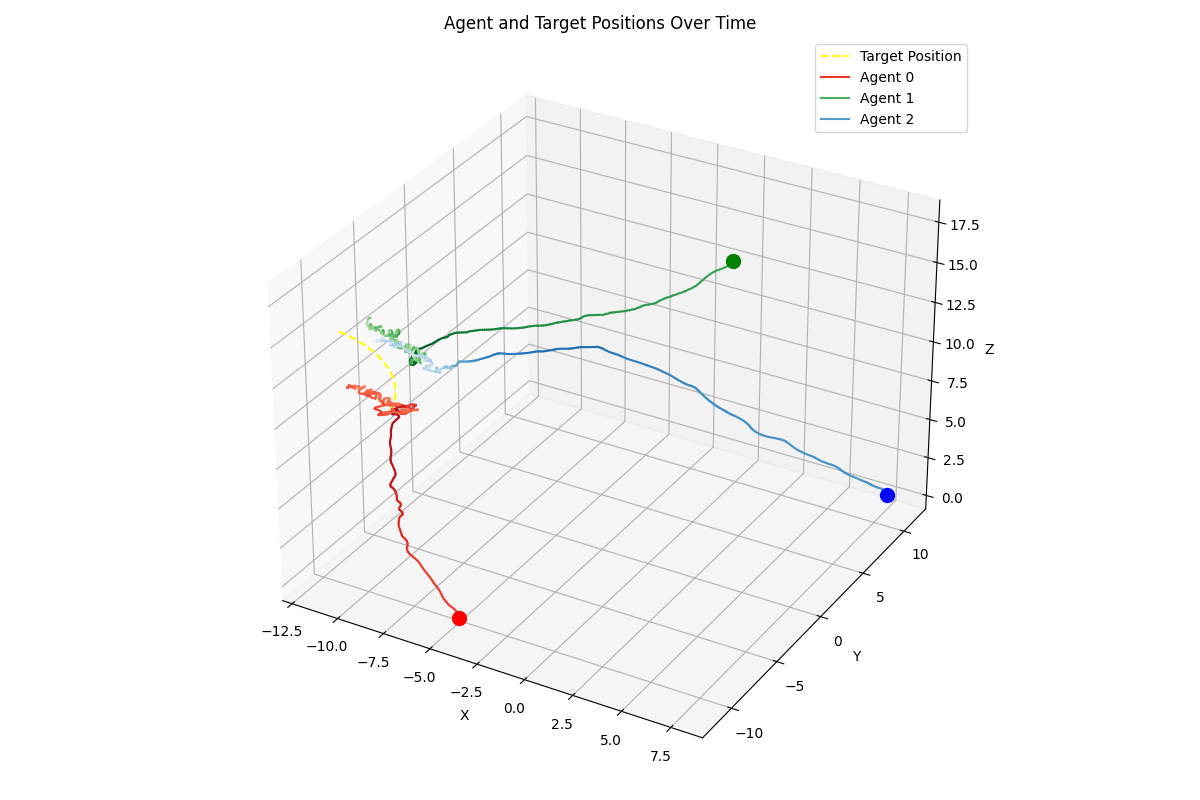 Agent and Target Positions Over Time
Target Position
Agent 0
Agent 1
Agent 2
17.5
15.0
12.5
10.0
7.5
5.0
2.5
0.0
Z
10
5
0
−5
−10
Y
−12.5
−10.0
−7.5
−5.0
−2.5
0.0
2.5
5.0
7.5
X